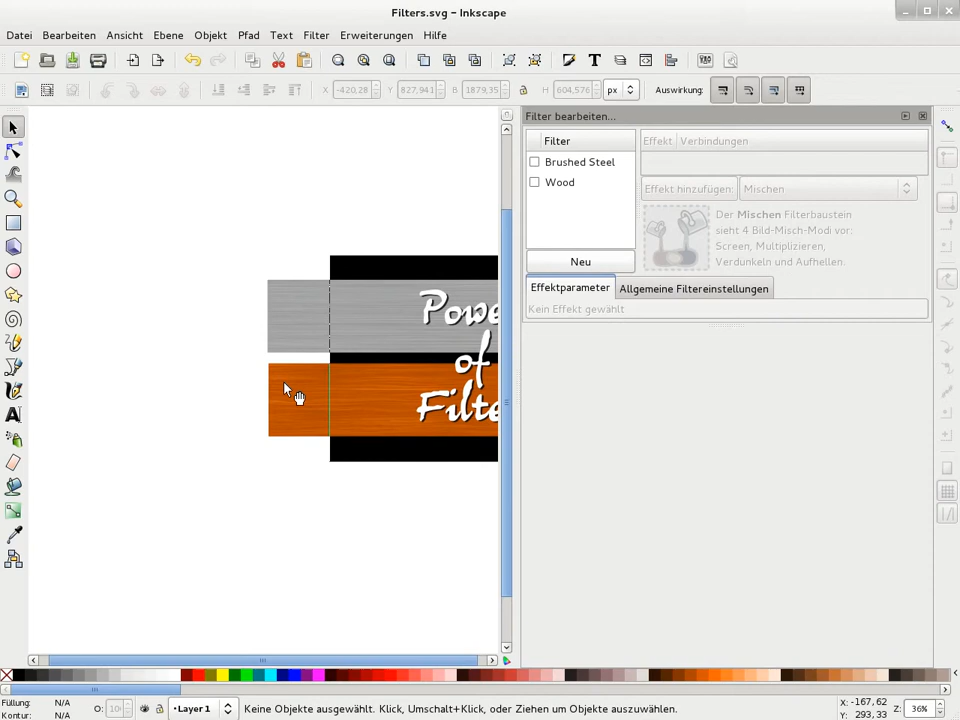 Filters.svg - Inkscape
Datei Bearbeiten Ansicht Ebene Objekt Pfad Text Filter Erweiterungen Hilfe
X -420,28 Y 827,941 B 1879,35 H 604,576 px Auswirkung:
Filter bearbeiten...
Filter
Effekt Verbindungen
Brushed Steel
Wood
Effekt hinzufügen: Mischen
Der Mischen Filterbaustein
sieht 4 Bild-Misch-Modi vor:
Screen, Multiplizieren,
Verdunkeln und Aufhellen.
Neu
Effektparameter Allgemeine Filtereinstellungen
Kein Effekt gewählt
Powe
of
Filte
Füllung: N/A
Kontur: N/A
O: 10
•Layer 1
Keine Objekte ausgewählt. Klick, Umschalt+Klick, oder Ziehen um Objekte auszuwählen.
X: -167,62
Y: 293,33
Z: 36%